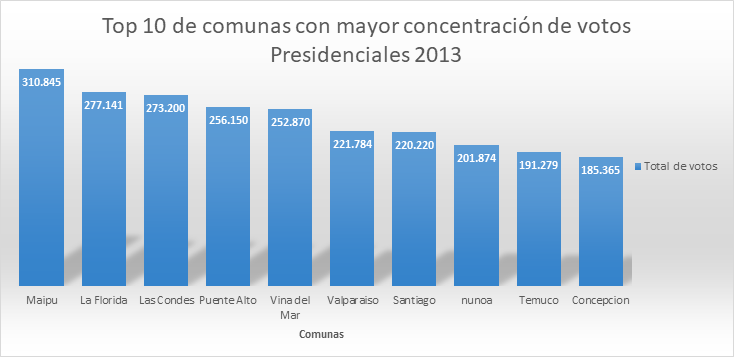 Top 10 de comunas con mayor concentración de votos
Presidenciales 2013
310.845
277.141
273.200
256.150
252.870
221.784
220.220
201.874
191.279
185.365
Total de votos
Maipu
La Florida
Las Condes
Puente Alto
Vina del
Mar
Valparaiso
Santiago
nunoa
Temuco
Concepcion
Comunas